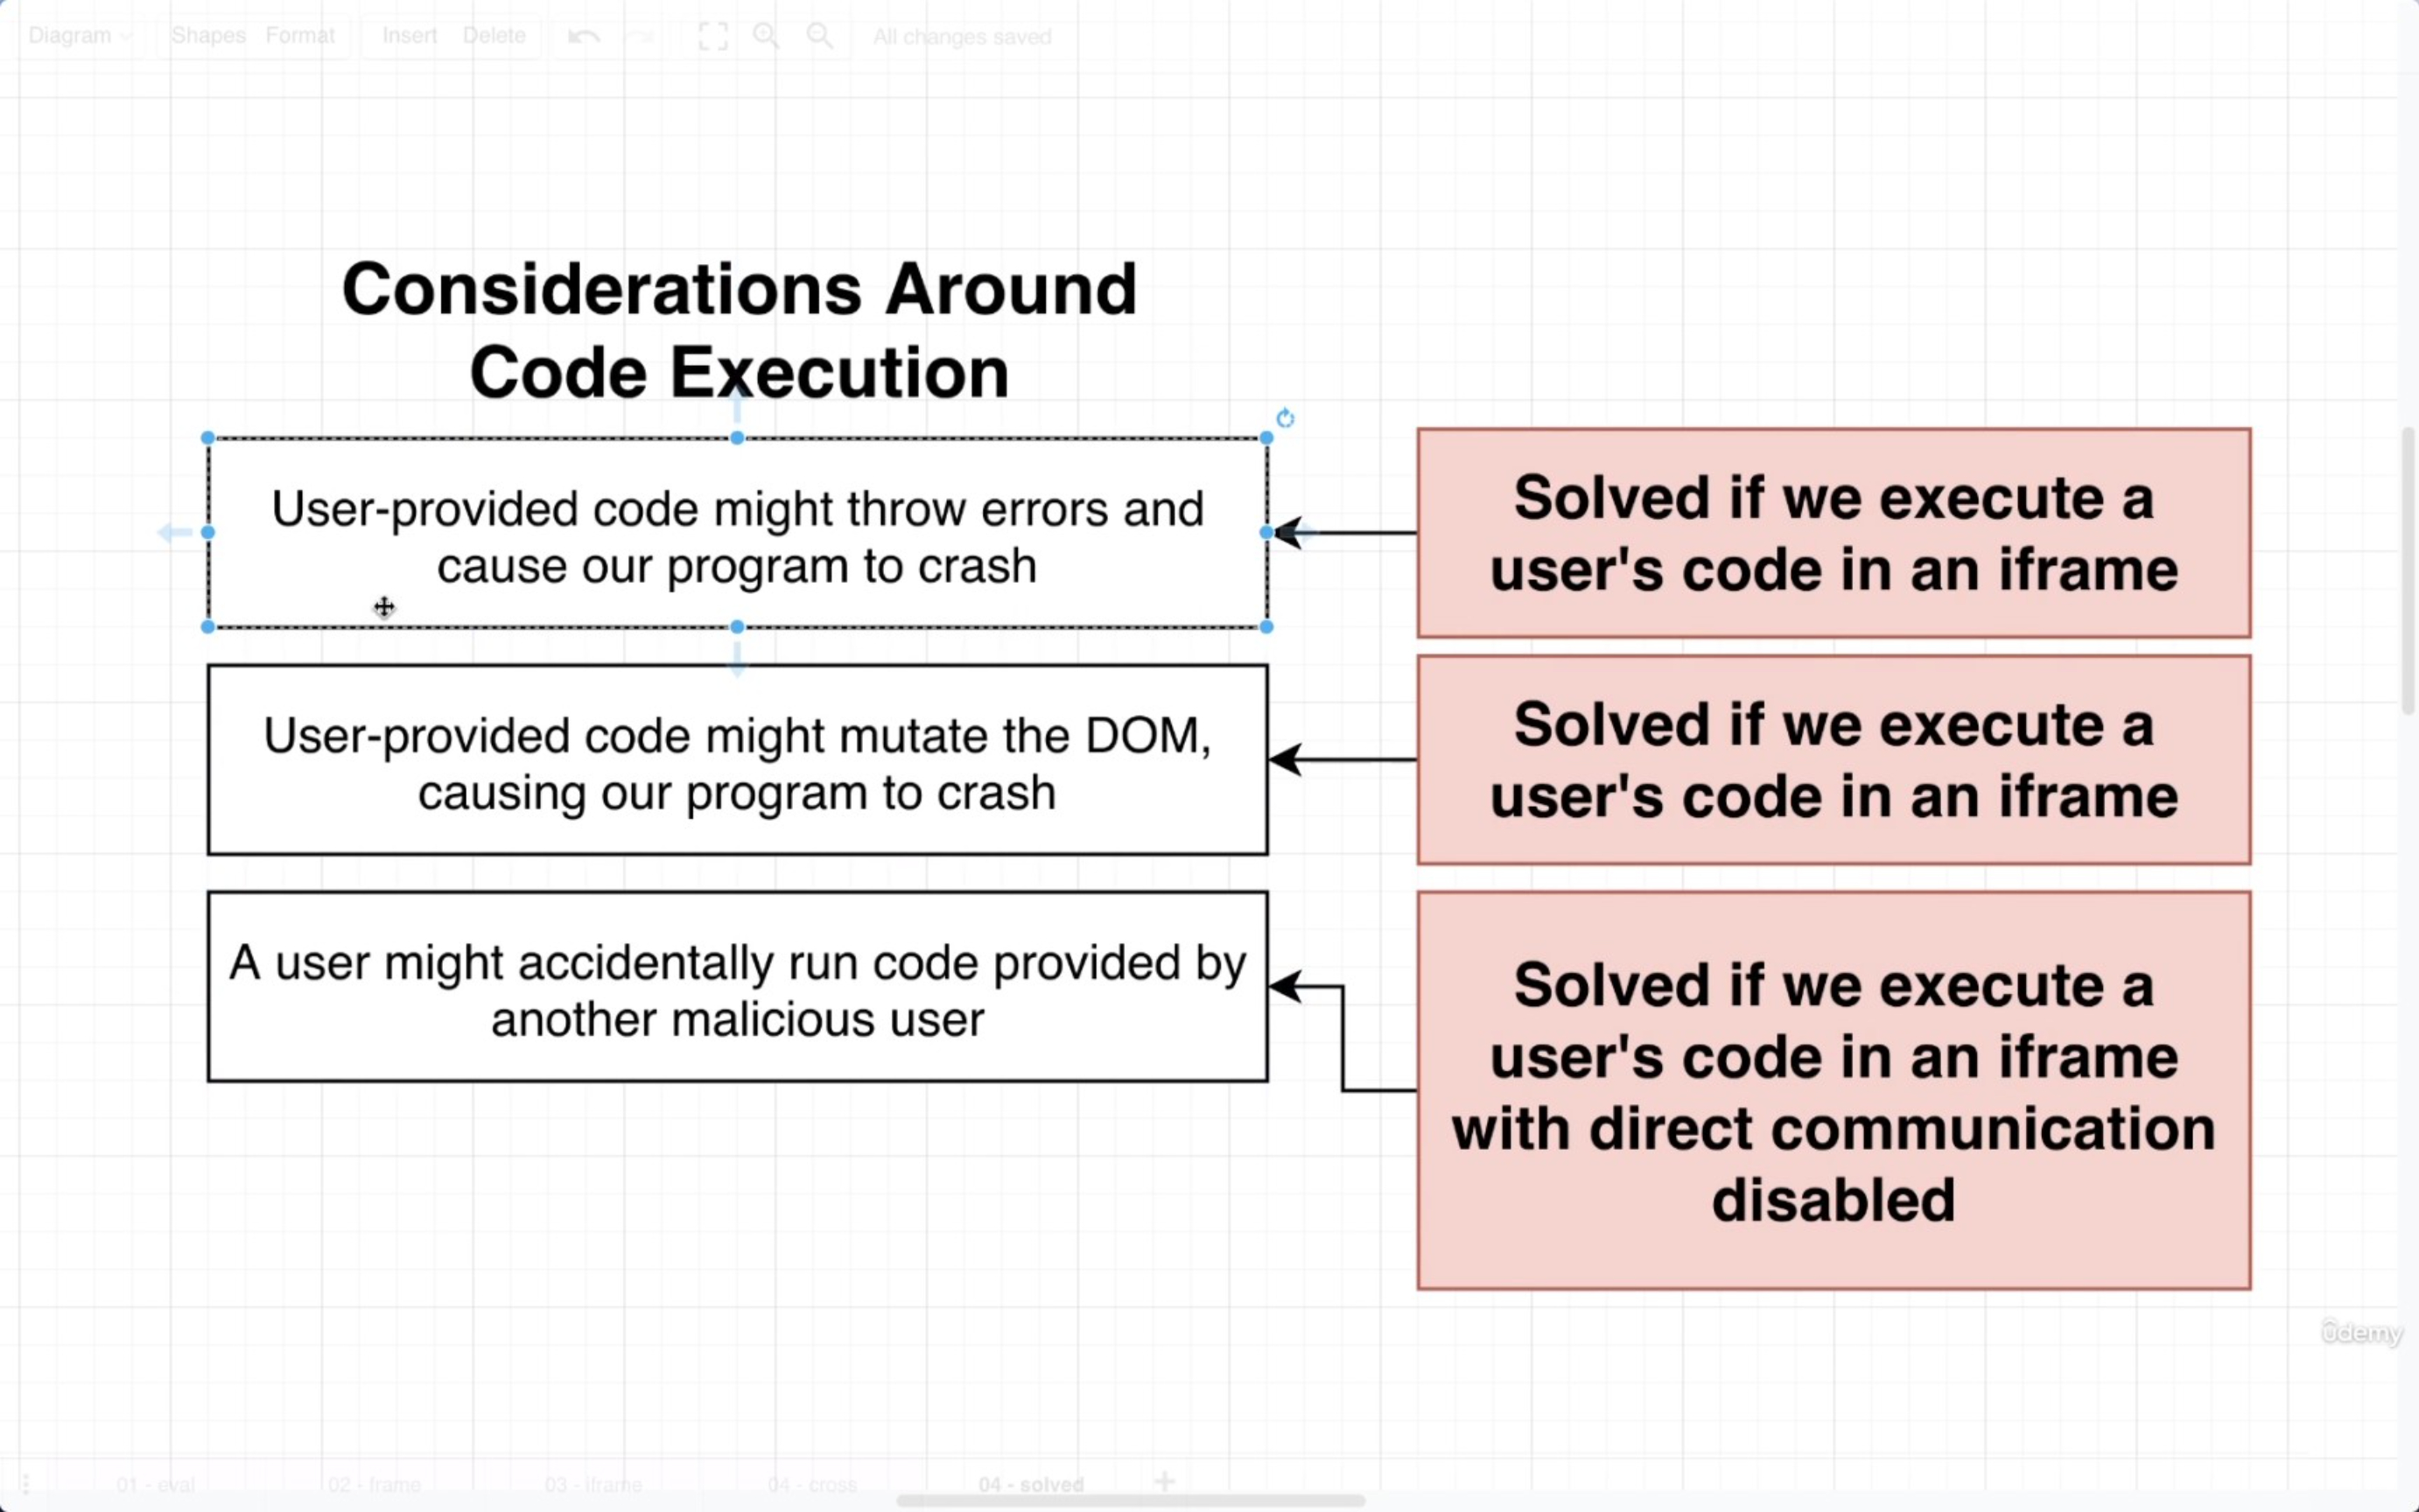 Diagram Shapes Format Insert Delete All changes saved
Considerations Around
Code Execution
User-provided code might throw errors and
cause our program to crash
Solved if we execute a
user's code in an iframe
User-provided code might mutate the DOM,
causing our program to crash
Solved if we execute a
user's code in an iframe
A user might accidentally run code provided by
another malicious user
Solved if we execute a
user's code in an iframe
with direct communication
disabled
ûdemy
01 - eval 02 - frame 03 - iframe 04 - cross 04 - solved